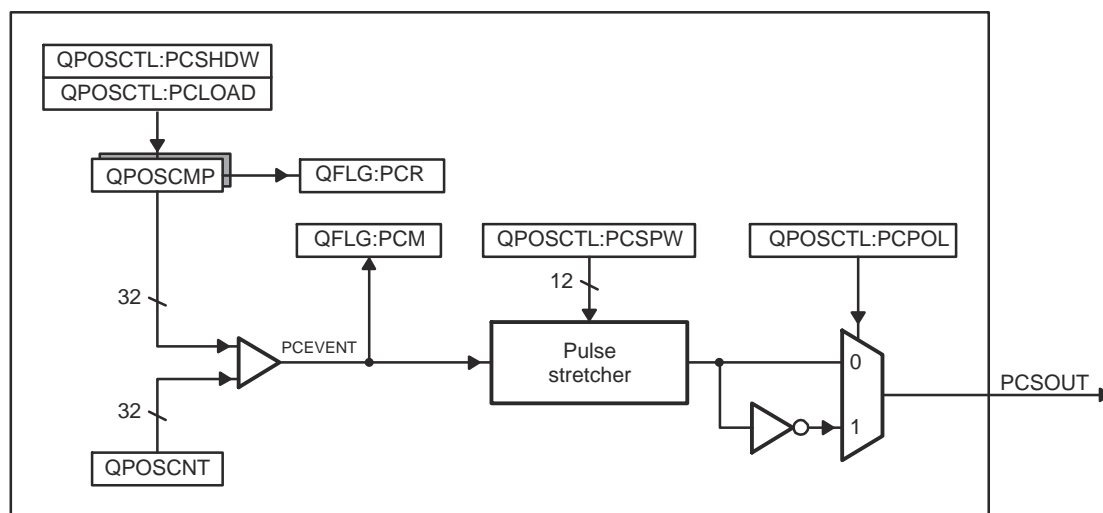 QPOSCTL:PCSHDW
QPOSCTL:PCLOAD
QPOSCMP
QFLG:PCR
QFLG:PCM
QPOSCTL:PCSPW
QPOSCTL:PCPOL
32
12
PCEVENT
Pulse
stretcher
0
PCSOUT
32
1
QPOSCNT